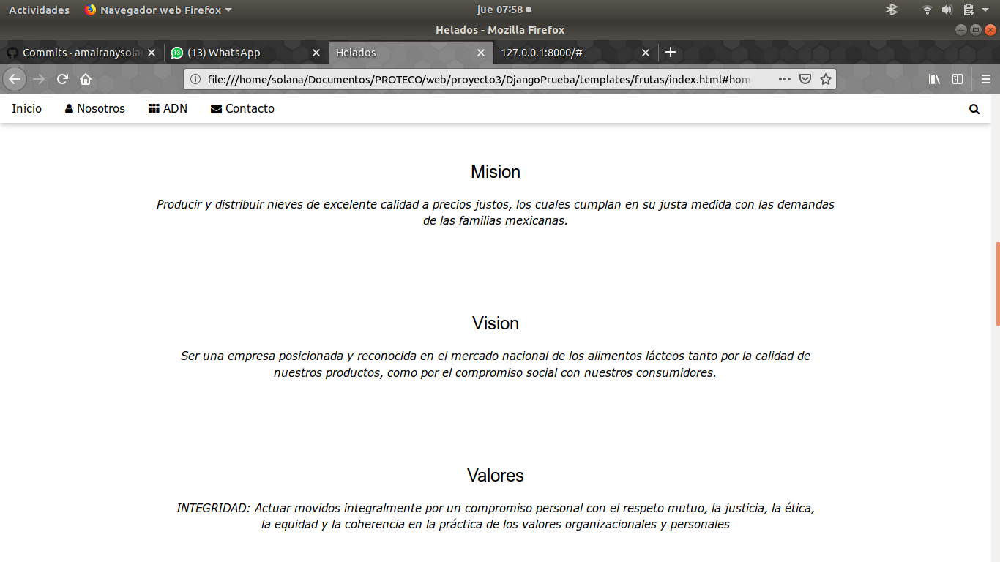 Actividades Navegador web Firefox jue 07:58
Helados - Mozilla Firefox
Commits · amairanysola (13) WhatsApp Helados 127.0.0.1:8000/#
file:///home/solana/Documentos/PROTECO/web/proyecto3/DjangoPrueba/templates/frutas/index.html#hom
Inicio Nosotros ADN Contacto
Mision
Producir y distribuir nieves de excelente calidad a precios justos, los cuales cumplan en su justa medida con las demandas
de las familias mexicanas.
Vision
Ser una empresa posicionada y reconocida en el mercado nacional de los alimentos lácteos tanto por la calidad de
nuestros productos, como por el compromiso social con nuestros consumidores.
Valores
INTEGRIDAD: Actuar movidos integralmente por un compromiso personal con el respeto mutuo, la justicia, la ética,
la equidad y la coherencia en la práctica de los valores organizacionales y personales